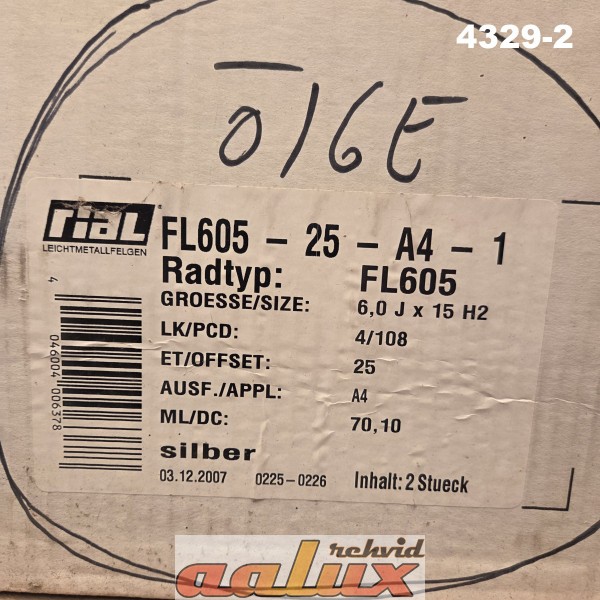 4329-2
016E
rial
LEICHTMETALLFELGEN
FL605 - 25 - A4 - 1
Radtyp: FL605
GROESSE/SIZE: 6,0 J x 15 H2
LK/PCD: 4/108
ET/OFFSET: 25
AUSF./APPL: A4
ML/DC: 70,10
silber
03.12.2007 0225-0226 Inhalt: 2 Stueck
4 046004 006378
rehvid
aalux